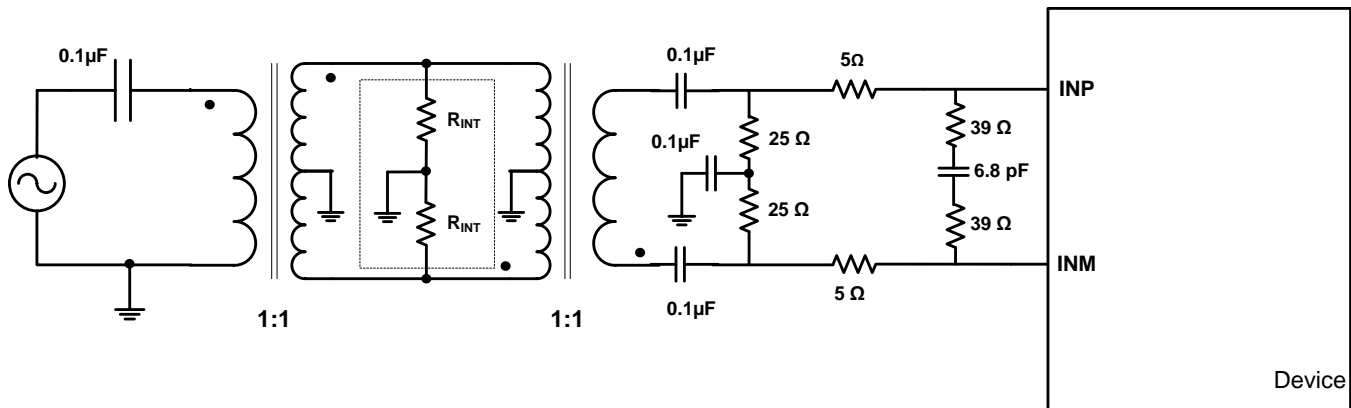 0.1µF
R_INT
R_INT
1:1
1:1
0.1µF
0.1µF
0.1µF
25 Ω
25 Ω
5Ω
5 Ω
39 Ω
6.8 pF
39 Ω
INP
INM
Device